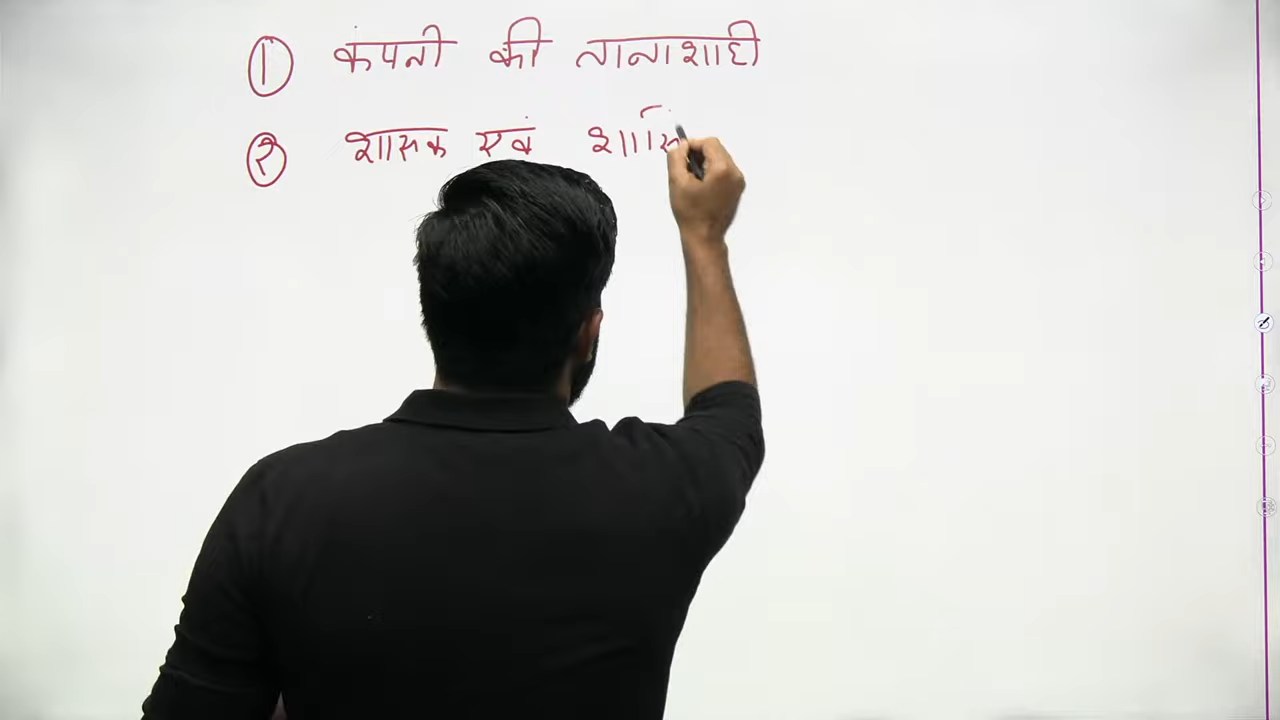 ① कंपनी की तानाशाही
② शासक एवं शासि